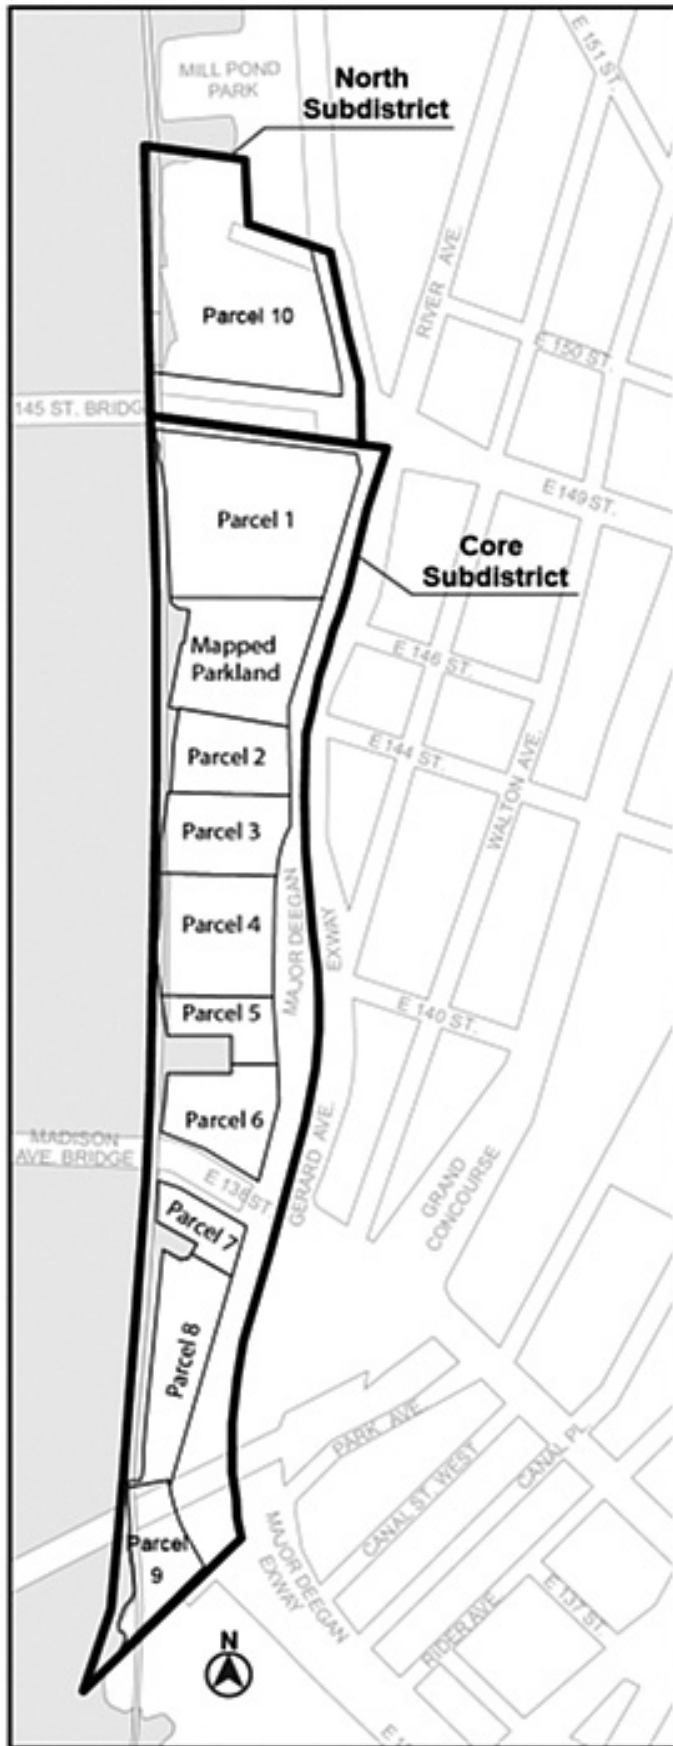 MILL POND
PARK
North
Subdistrict
E 151 ST.
RIVER AVE.
Parcel 10
E 150 ST.
145 ST. BRIDG
E 149 ST.
Parcel 1
Core
Subdistrict
Mapped
Parkland
E 146 ST.
Parcel 2
E 144 ST.
WALTON AVE.
Parcel 3
MAJOR DEEGAN
EXWAY
Parcel 4
Parcel 5
E 140 ST.
Parcel 6
MADISON
AVE. BRIDGE
E 138 ST.
GERARD AVE.
GRAND
CONCOURSE
Parcel 7
Parcel 8
PARK AVE.
CANAL ST. WEST
CANAL PL.
MAJOR DEEGAN
EXWAY
Parcel
9
RIDER AVE
E 137 ST.
N